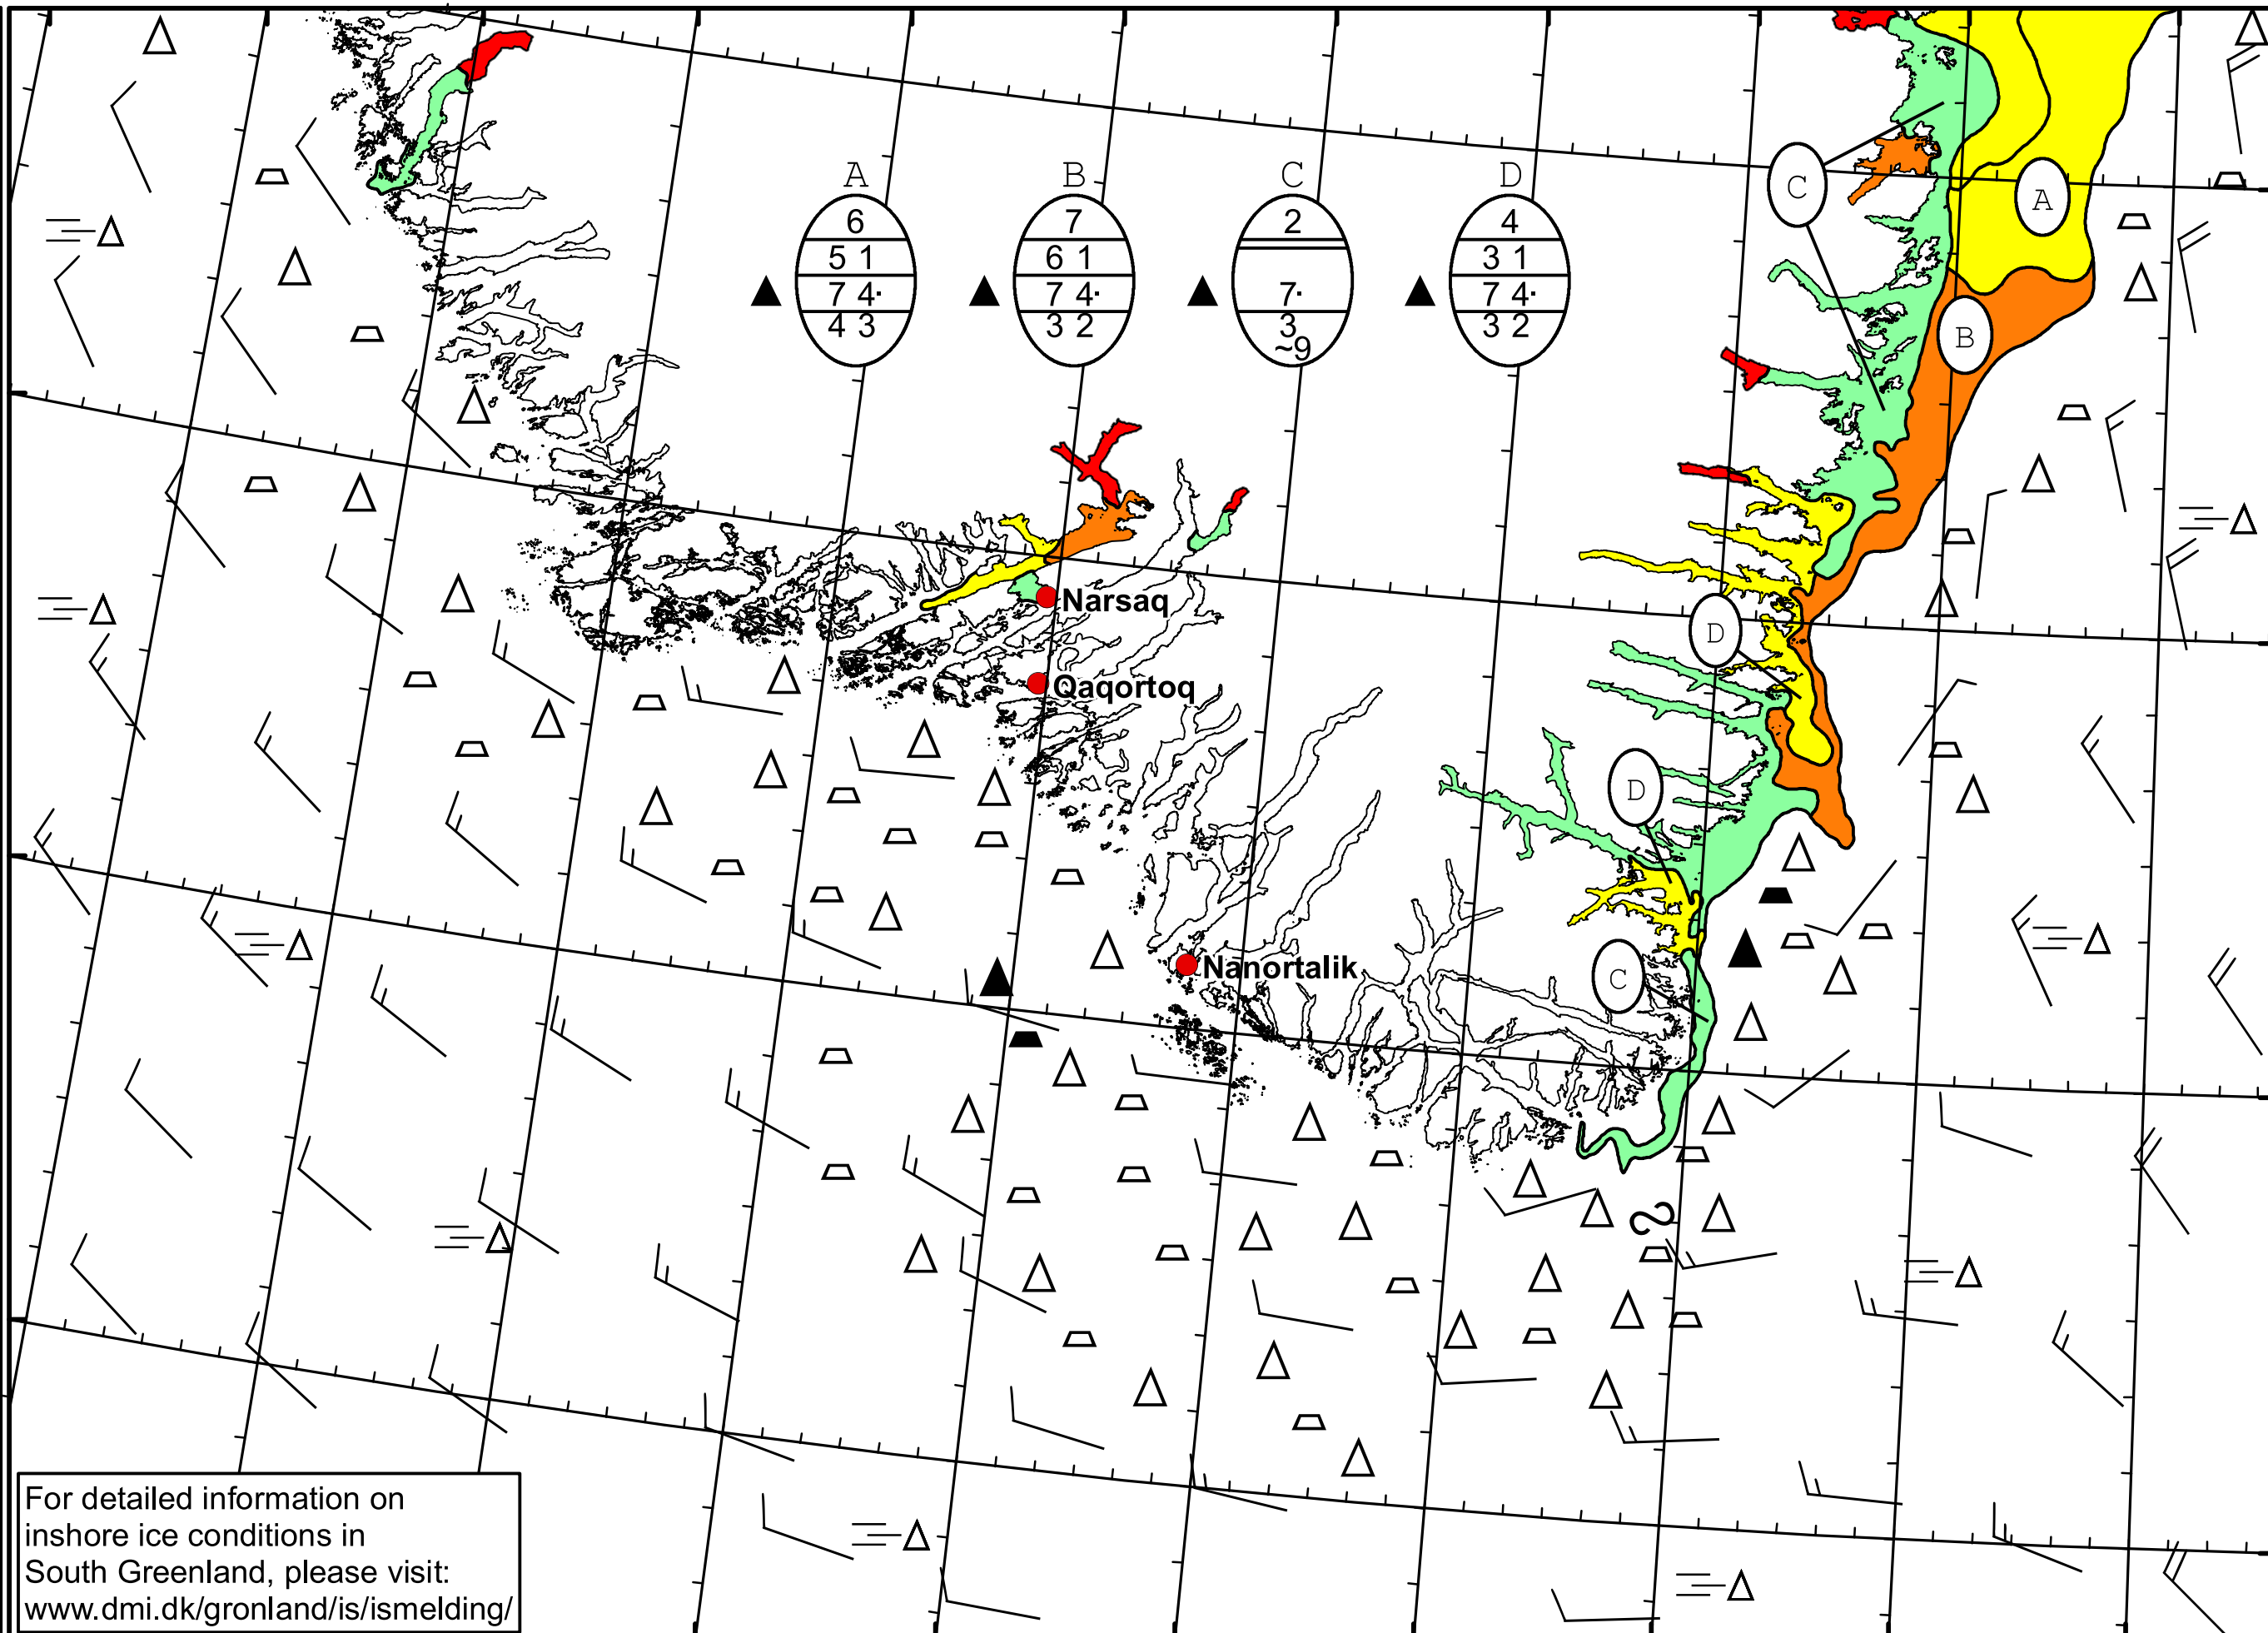 A B C D
6 7 2 4
5 1 6 1 3 1
7 4· 7 4· 7· 7 4·
4 3 3 2 3 3 2
~9
C
A
B
Narsaq
D
Qaqortoq
D
Nanortalik
C
For detailed information on
inshore ice conditions in
South Greenland, please visit:
www.dmi.dk/gronland/is/ismelding/